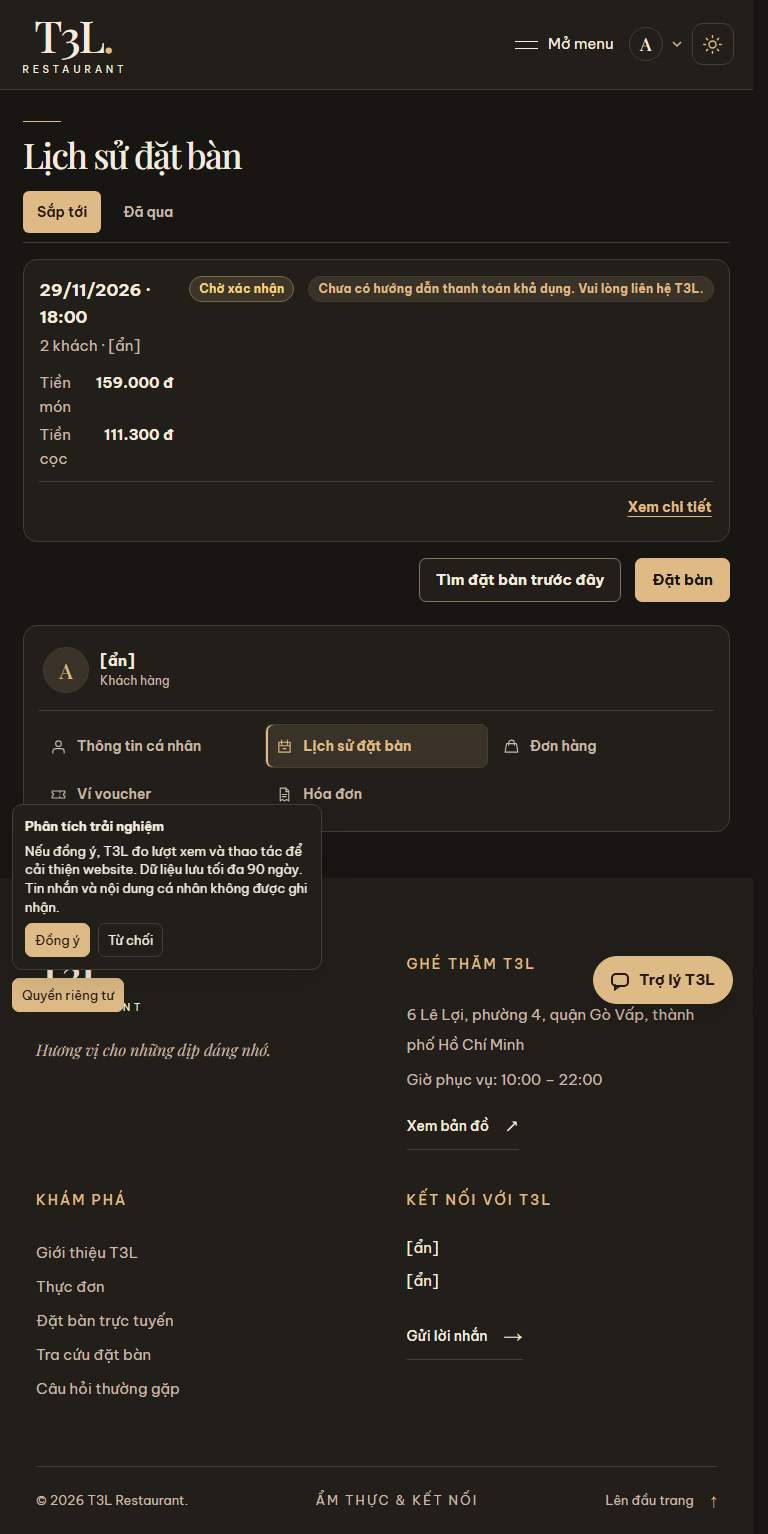 T3L.
RESTAURANT
Mở menu
A
Lịch sử đặt bàn
Sắp tới
Đã qua
29/11/2026 ·
18:00
Chờ xác nhận
Chưa có hướng dẫn thanh toán khả dụng. Vui lòng liên hệ T3L.
2 khách · [ẩn]
Tiền món
159.000 đ
Tiền cọc
111.300 đ
Xem chi tiết
Tìm đặt bàn trước đây
Đặt bàn
A
[ẩn]
Khách hàng
Thông tin cá nhân
Lịch sử đặt bàn
Đơn hàng
Ví voucher
Hóa đơn
Phân tích trải nghiệm
Nếu đồng ý, T3L đo lượt xem và thao tác để
cải thiện website. Dữ liệu lưu tối đa 90 ngày.
Tin nhắn và nội dung cá nhân không được ghi
nhận.
Đồng ý
Từ chối
Quyền riêng tư
NT
Hương vị cho những dịp đáng nhớ.
GHÉ THĂM T3L
Trợ lý T3L
6 Lê Lợi, phường 4, quận Gò Vấp, thành
phố Hồ Chí Minh
Giờ phục vụ: 10:00 – 22:00
Xem bản đồ ↗
KHÁM PHÁ
Giới thiệu T3L
Thực đơn
Đặt bàn trực tuyến
Tra cứu đặt bàn
Câu hỏi thường gặp
KẾT NỐI VỚI T3L
[ẩn]
[ẩn]
Gửi lời nhắn →
© 2026 T3L Restaurant.
ẨM THỰC & KẾT NỐI
Lên đầu trang ↑